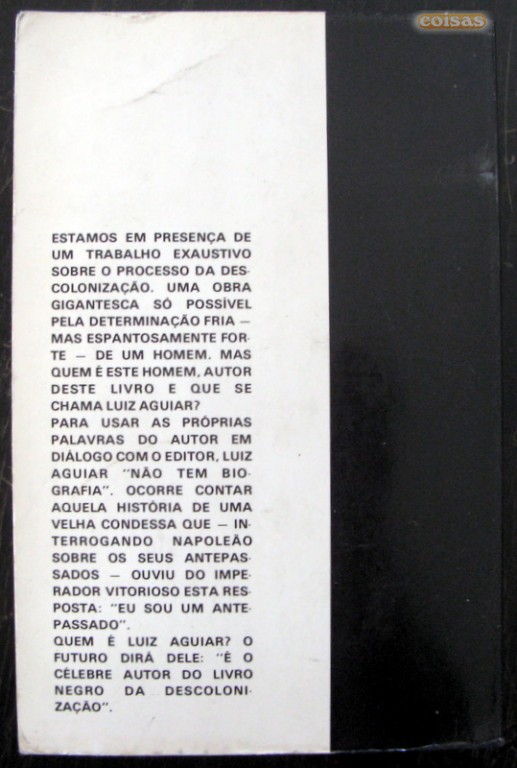 coisas
ESTAMOS EM PRESENÇA DE
UM TRABALHO EXAUSTIVO
SOBRE O PROCESSO DA DES-
COLONIZAÇÃO. UMA OBRA
GIGANTESCA SÓ POSSÍVEL
PELA DETERMINAÇÃO FRIA —
MAS ESPANTOSAMENTE FOR-
TE — DE UM HOMEM. MAS
QUEM É ESTE HOMEM, AUTOR
DESTE LIVRO E QUE SE
CHAMA LUIZ AGUIAR?
PARA USAR AS PRÓPRIAS
PALAVRAS DO AUTOR EM
DIÁLOGO COM O EDITOR, LUIZ
AGUIAR "NÃO TEM BIO-
GRAFIA". OCORRE CONTAR
AQUELA HISTÓRIA DE UMA
VELHA CONDESSA QUE — IN-
TERROGANDO NAPOLEÃO
SOBRE OS SEUS ANTEPAS-
SADOS — OUVIU DO IMPE-
RADOR VITORIOSO ESTA RES-
POSTA: "EU SOU UM ANTE-
PASSADO".
QUEM É LUIZ AGUIAR? O
FUTURO DIRÁ DELE: "É O
CÉLEBRE AUTOR DO LIVRO
NEGRO DA DESCOLONI-
ZAÇÃO".